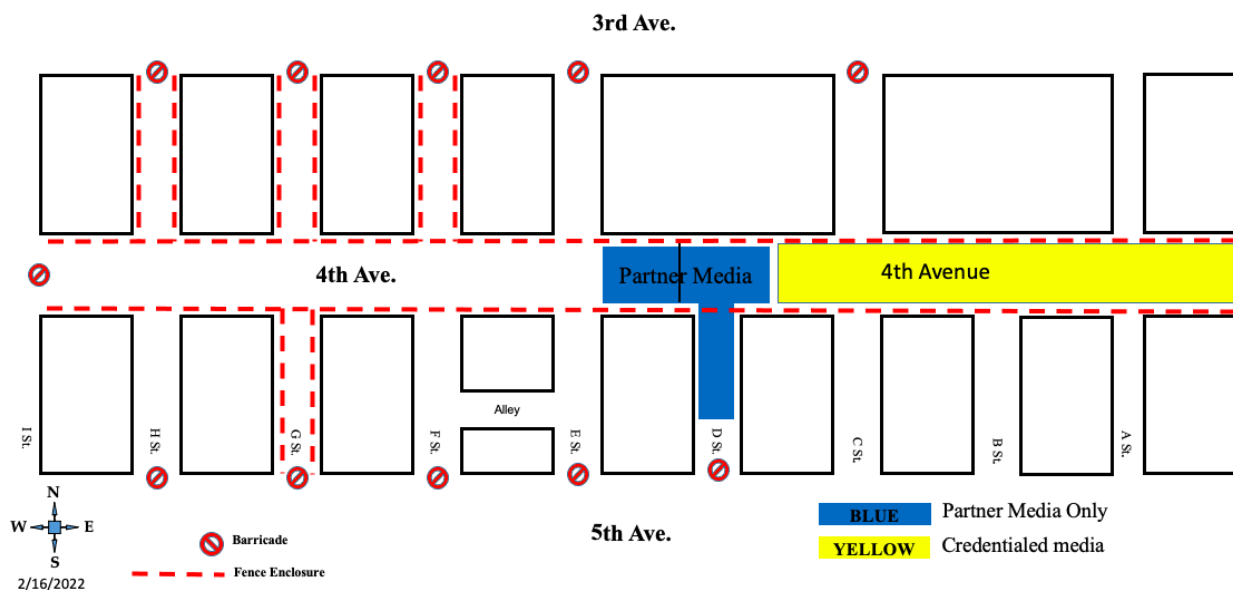 3rd Ave.
4th Ave.
Partner Media
4th Avenue
Alley
I St.
H St.
G St.
F St.
E St.
D St.
C St.
B St.
A St.
N
W E
S
2/16/2022
Barricade
Fence Enclosure
5th Ave.
BLUE Partner Media Only
YELLOW Credentialed media